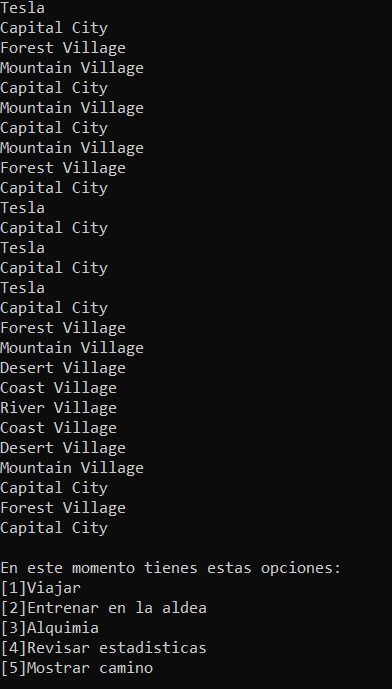 Tesla
Capital City
Forest Village
Mountain Village
Capital City
Mountain Village
Capital City
Mountain Village
Forest Village
Capital City
Tesla
Capital City
Tesla
Capital City
Tesla
Capital City
Forest Village
Mountain Village
Desert Village
Coast Village
River Village
Coast Village
Desert Village
Mountain Village
Capital City
Forest Village
Capital City
En este momento tienes estas opciones:
[1]Viajar
[2]Entrenar en la aldea
[3]Alquimia
[4]Revisar estadisticas
[5]Mostrar camino